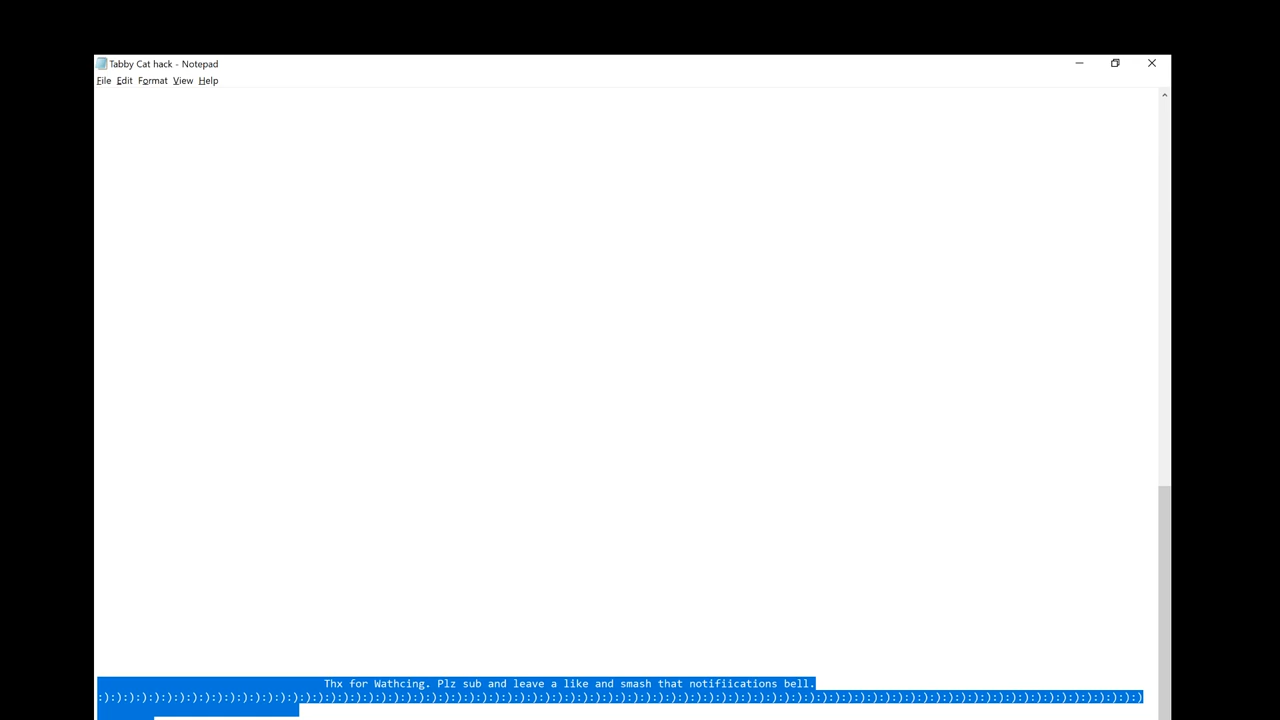 Tabby Cat hack - Notepad
File Edit Format View Help
Thx for Wathcing. Plz sub and leave a like and smash that notifiications bell.
:):):):):):):):):):):):):):):):):):):):):):):):):):):):):):):):):):):):):):):):):):):):):):):):):):):):):):):):):):):):):):):):):):):):):):):):):):):):):):):):):):):)